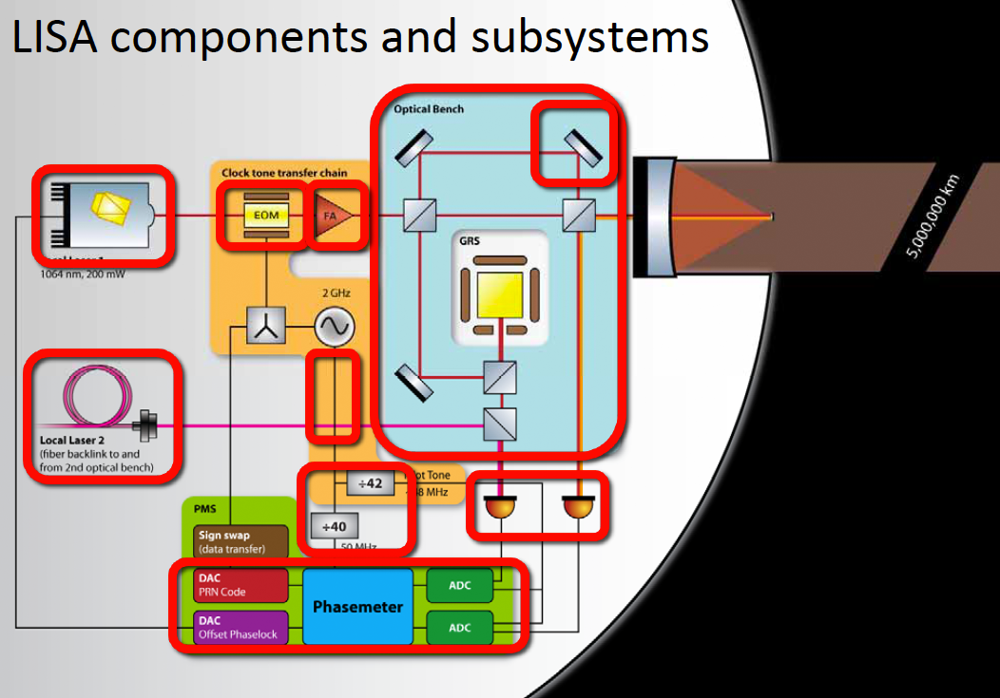 LISA components and subsystems
Optical Bench
Clock tone transfer chain
EOM
FA
GRS
5,000,000 km
1064 nm, 200 mW
2 GHz
Local Laser 2
(fiber backlink to and
from 2nd optical bench)
÷42
Tone
MHz
÷40
50 MHz
PMS
Sign swap
(data transfer)
DAC
PRN Code
Phasemeter
ADC
DAC
Offset Phaselock
ADC